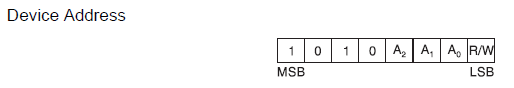 Device Address
1 0 1 0 A₂ A₁ A₀ R/W
MSB LSB